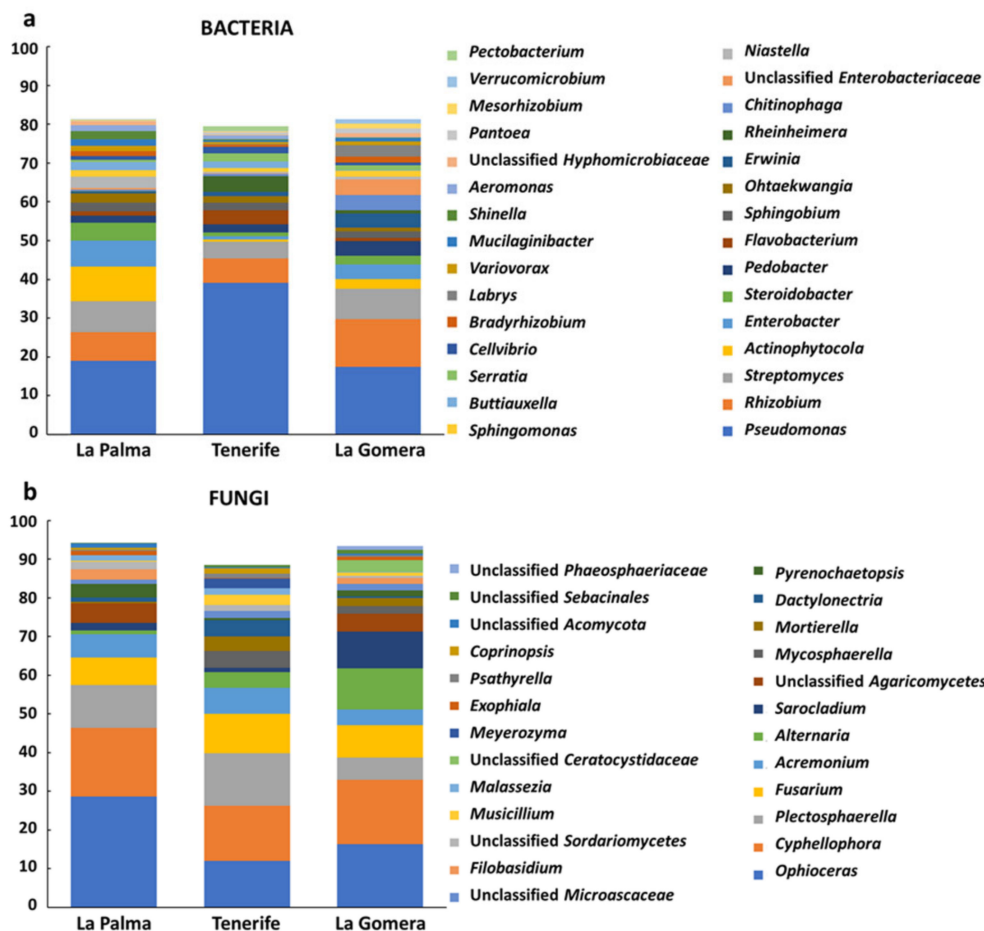 a
BACTERIA
100
90
80
70
60
50
40
30
20
10
0
La Palma
Tenerife
La Gomera
Pectobacterium
Verrucomicrobium
Mesorhizobium
Pantoea
Unclassified Hyphomicrobiaceae
Aeromonas
Shinella
Mucilaginibacter
Variovorax
Labrys
Bradyrhizobium
Cellvibrio
Serratia
Buttiauxella
Sphingomonas
Niastella
Unclassified Enterobacteriaceae
Chitinophaga
Rheinheimera
Erwinia
Ohtaekwangia
Sphingobium
Flavobacterium
Pedobacter
Steroidobacter
Enterobacter
Actinophytocola
Streptomyces
Rhizobium
Pseudomonas
b
FUNGI
100
90
80
70
60
50
40
30
20
10
0
La Palma
Tenerife
La Gomera
Unclassified Phaeosphaeriaceae
Unclassified Sebacinales
Unclassified Acomycota
Coprinopsis
Psathyrella
Exophiala
Meyerozyma
Unclassified Ceratocystidaceae
Malassezia
Musicillium
Unclassified Sordariomycetes
Filobasidium
Unclassified Microascaceae
Pyrenochaetopsis
Dactylonectria
Mortierella
Mycosphaerella
Unclassified Agaricomycetes
Sarocladium
Alternaria
Acremonium
Fusarium
Plectosphaerella
Cyphellophora
Ophioceras